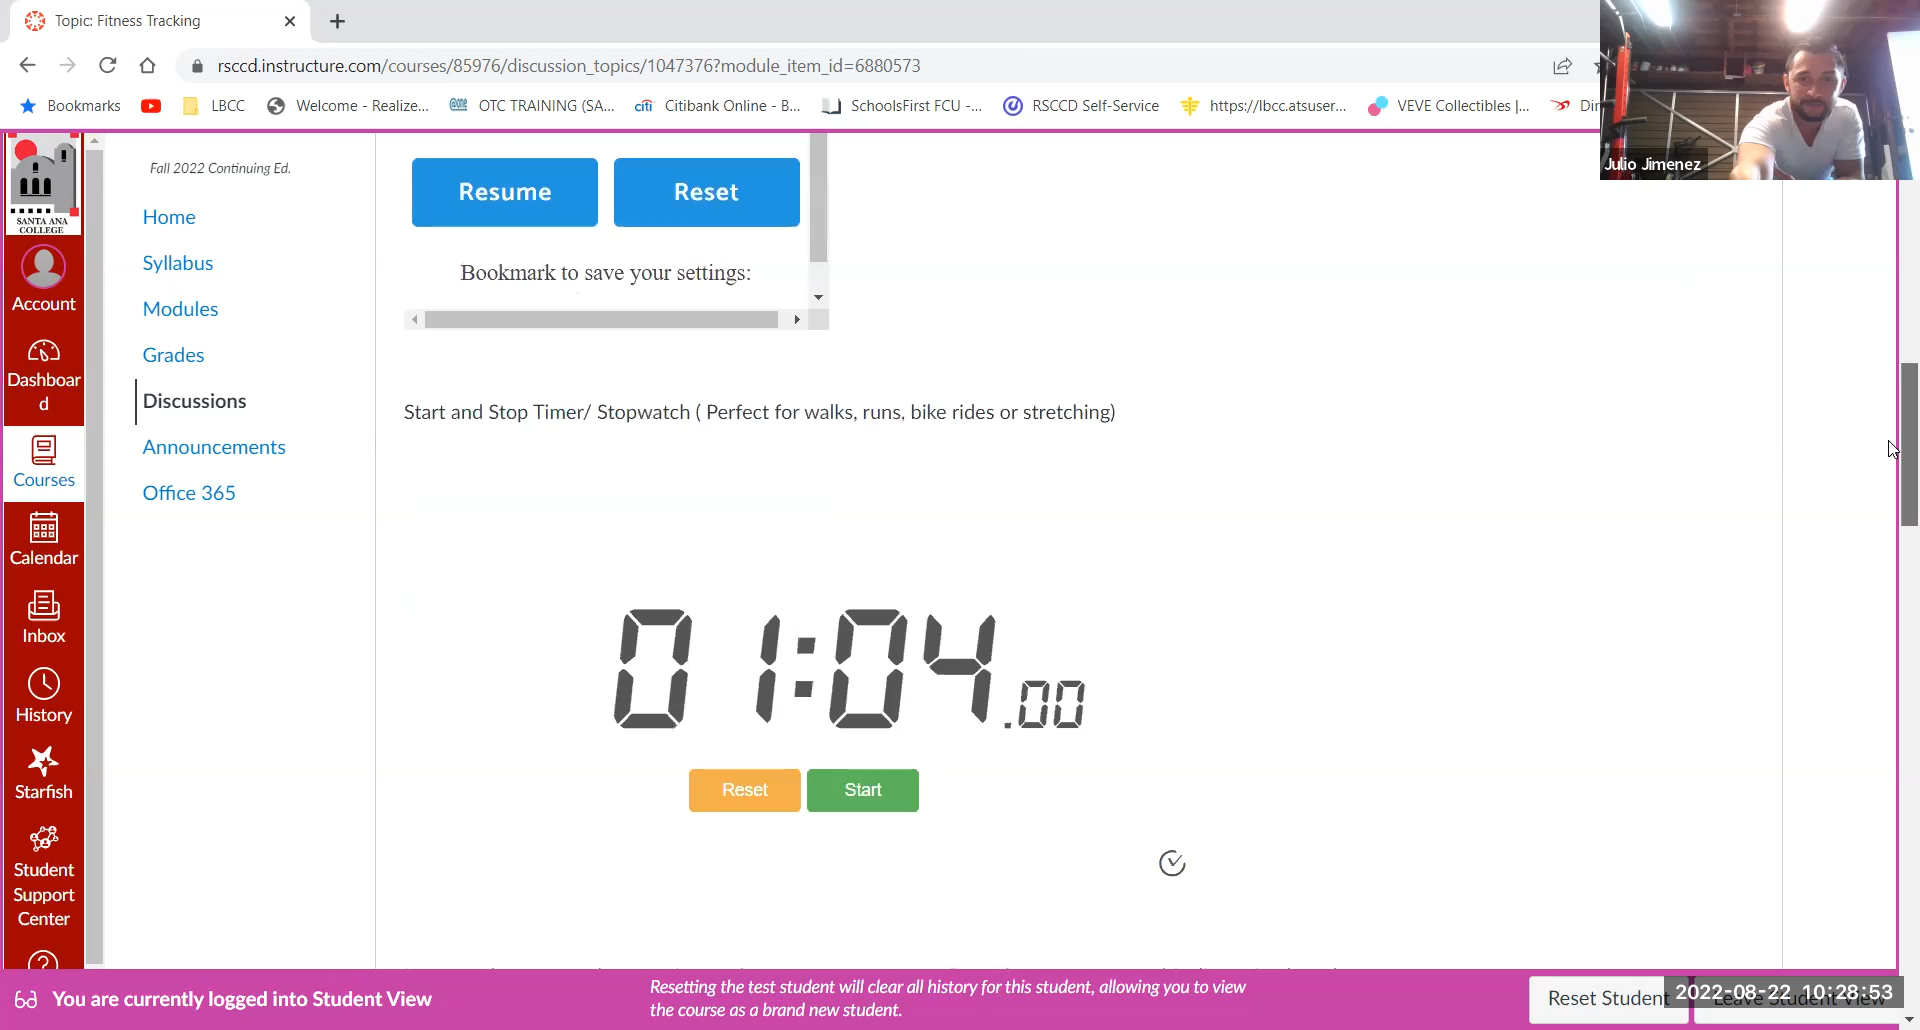 Topic: Fitness Tracking
rsccd.instructure.com/courses/85976/discussion_topics/1047376?module_item_id=6880573
Bookmarks LBCC Welcome - Realize... OTC TRAINING (SA... citi Citibank Online - B... SchoolsFirst FCU -... RSCCD Self-Service https://lbcc.atsuser... VEVE Collectibles |...
Julio Jimenez
SANTA ANA
COLLEGE
Account
Dashboar
d
Courses
Calendar
Inbox
History
Starfish
Student
Support
Center
Fall 2022 Continuing Ed.
Home
Syllabus
Modules
Grades
Discussions
Announcements
Office 365
Resume Reset
Bookmark to save your settings:
Start and Stop Timer/ Stopwatch ( Perfect for walks, runs, bike rides or stretching)
01:04.00
Reset Start
You are currently logged into Student View
Resetting the test student will clear all history for this student, allowing you to view
the course as a brand new student.
Reset Student
Leave Student View
2022-08-22 10:28:53